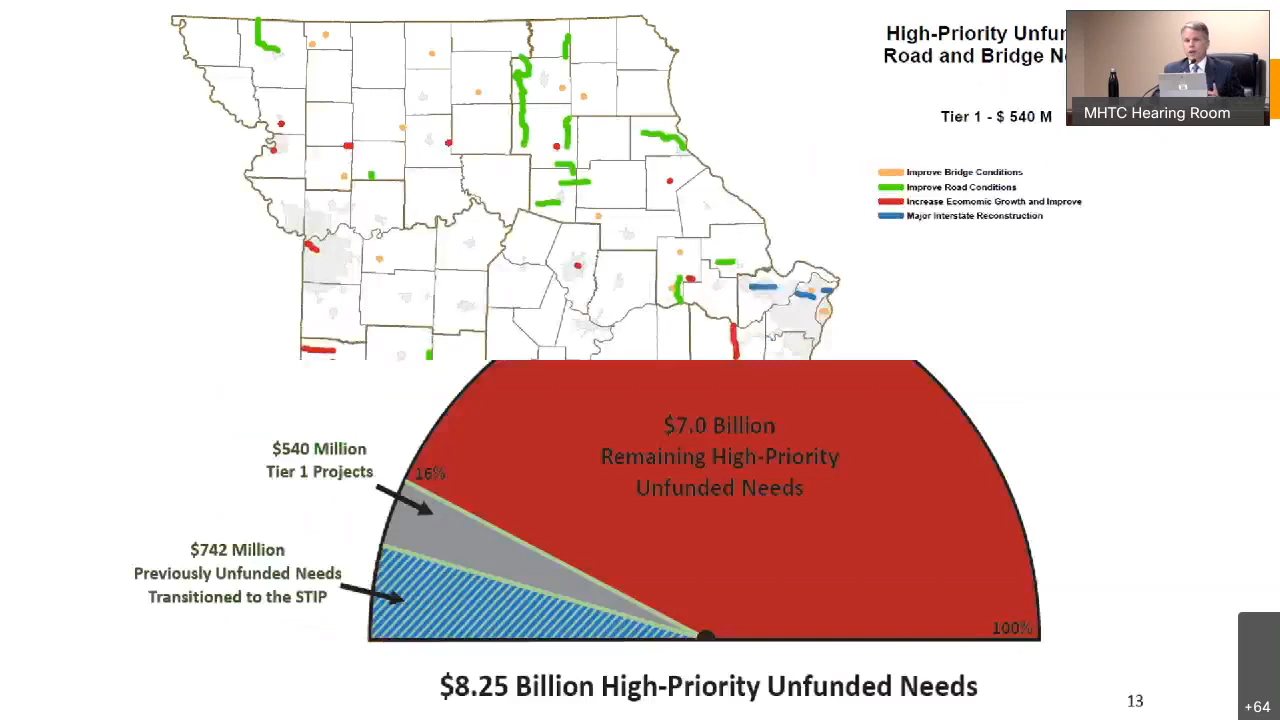 High-Priority Unfur
Road and Bridge N
Tier 1 - $ 540 M
MHTC Hearing Room
Improve Bridge Conditions
Improve Road Conditions
Increase Economic Growth and Improve
Major Interstate Reconstruction
$7.0 Billion
Remaining High-Priority
Unfunded Needs
$540 Million
Tier 1 Projects
16%
$742 Million
Previously Unfunded Needs
Transitioned to the STIP
100%
$8.25 Billion High-Priority Unfunded Needs
13
+64